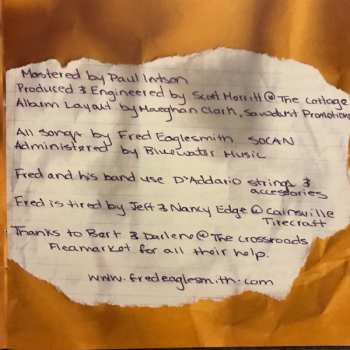 Mastered by Paul Intson
Produced & Engineered by Scott Merritt @ The Cottage
Album Layout by Maeghan Clark, Sawdust Promotions
All songs by Fred Eaglesmith SOCAN
Administered by Bluewater Music
Fred and his band use D'Addario strings &
accessories
Fred is tired by Jeff & Nancy Edge @ Cainsville
Tirecraft
Thanks to Bert & Darlene @ The Crossroads
Fleamarket for all their help.
www.fredeaglesmith.com